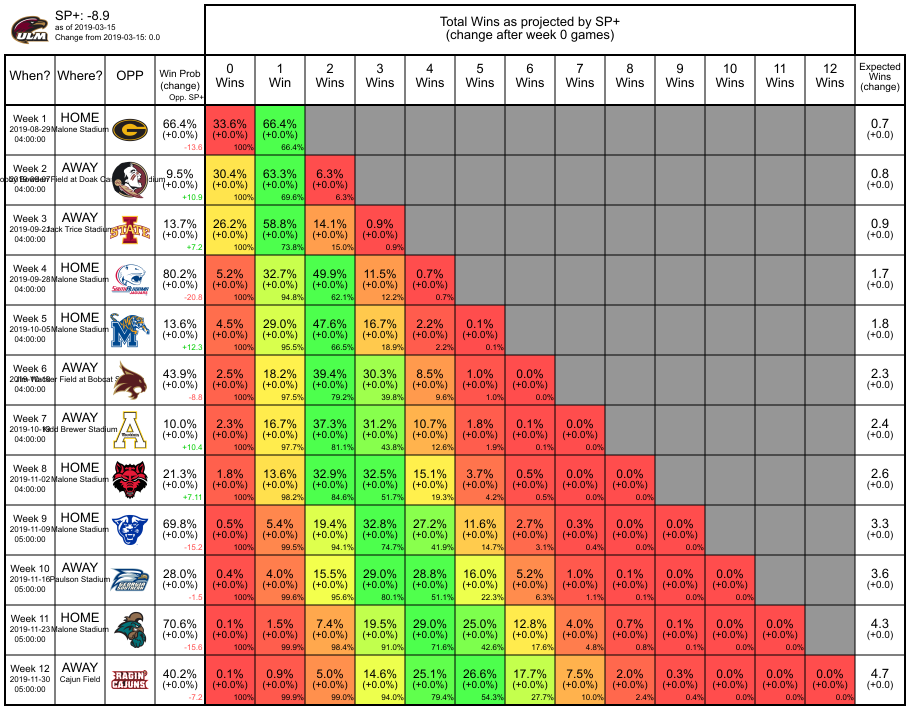 SP+: -8.9
as of 2019-03-15
Change from 2019-03-15: 0.0
ULM
Total Wins as projected by SP+
(change after week 0 games)
When? Where? OPP Win Prob (change) Opp. SP+ 0 Wins 1 Win 2 Wins 3 Wins 4 Wins 5 Wins 6 Wins 7 Wins 8 Wins 9 Wins 10 Wins 11 Wins 12 Wins Expected Wins (change)
Week 1 HOME G 66.4% 33.6% 66.4% 0.7
2019-08-29 Malone Stadium (+0.0%) (+0.0%) (+0.0%) (+0.0)
04:00:00 -13.6 100% 66.4%
Week 2 AWAY 9.5% 30.4% 63.3% 6.3% 0.8
Field at Doak (+0.0%) (+0.0%) (+0.0%) (+0.0%) (+0.0)
04:00:00 +10.9 100% 69.6% 6.3%
Week 3 AWAY STATE 13.7% 26.2% 58.8% 14.1% 0.9% 0.9
Jack Trice Stadium (+0.0%) (+0.0%) (+0.0%) (+0.0%) (+0.0%) (+0.0)
04:00:00 +7.2 100% 73.8% 15.0% 0.9%
Week 4 HOME 80.2% 5.2% 32.7% 49.9% 11.5% 0.7% 1.7
2019-09-28 Malone Stadium (+0.0%) (+0.0%) (+0.0%) (+0.0%) (+0.0%) (+0.0%) (+0.0)
04:00:00 -20.8 100% 94.8% 62.1% 12.2% 0.7%
Week 5 HOME M 13.6% 4.5% 29.0% 47.6% 16.7% 2.2% 0.1% 1.8
2019-10-05 Malone Stadium (+0.0%) (+0.0%) (+0.0%) (+0.0%) (+0.0%) (+0.0%) (+0.0%) (+0.0)
04:00:00 +12.3 100% 95.5% 66.5% 18.9% 2.2% 0.1%
Week 6 AWAY 43.9% 2.5% 18.2% 39.4% 30.3% 8.5% 1.0% 0.0% 2.3
Field at Bobcat (+0.0%) (+0.0%) (+0.0%) (+0.0%) (+0.0%) (+0.0%) (+0.0%) (+0.0%) (+0.0)
04:00:00 -8.8 100% 97.5% 79.2% 39.8% 9.6% 1.0% 0.0%
Week 7 AWAY A 10.0% 2.3% 16.7% 37.3% 31.2% 10.7% 1.8% 0.1% 0.0% 2.4
Brewer Stadium (+0.0%) (+0.0%) (+0.0%) (+0.0%) (+0.0%) (+0.0%) (+0.0%) (+0.0%) (+0.0%) (+0.0)
04:00:00 +10.4 100% 97.7% 81.1% 43.8% 12.6% 1.9% 0.1% 0.0%
Week 8 HOME 21.3% 1.8% 13.6% 32.9% 32.5% 15.1% 3.7% 0.5% 0.0% 0.0% 2.6
2019-11-02 Malone Stadium (+0.0%) (+0.0%) (+0.0%) (+0.0%) (+0.0%) (+0.0%) (+0.0%) (+0.0%) (+0.0%) (+0.0%) (+0.0)
04:00:00 +7.11 100% 98.2% 84.6% 51.7% 19.3% 4.2% 0.5% 0.0% 0.0%
Week 9 HOME 69.8% 0.5% 5.4% 19.4% 32.8% 27.2% 11.6% 2.7% 0.3% 0.0% 0.0% 3.3
2019-11-09 Malone Stadium (+0.0%) (+0.0%) (+0.0%) (+0.0%) (+0.0%) (+0.0%) (+0.0%) (+0.0%) (+0.0%) (+0.0%) (+0.0%) (+0.0)
05:00:00 -15.2 100% 99.5% 94.1% 74.7% 41.9% 14.7% 3.1% 0.4% 0.0% 0.0%
Week 10 AWAY GEORGIA SOUTHERN 28.0% 0.4% 4.0% 15.5% 29.0% 28.8% 16.0% 5.2% 1.0% 0.1% 0.0% 0.0% 3.6
2019-11-16 Paulson Stadium (+0.0%) (+0.0%) (+0.0%) (+0.0%) (+0.0%) (+0.0%) (+0.0%) (+0.0%) (+0.0%) (+0.0%) (+0.0%) (+0.0%) (+0.0)
05:00:00 -1.5 100% 99.6% 95.6% 80.1% 51.1% 22.3% 6.3% 1.1% 0.1% 0.0% 0.0%
Week 11 HOME 70.6% 0.1% 1.5% 7.4% 19.5% 29.0% 25.0% 12.8% 4.0% 0.7% 0.1% 0.0% 0.0% 4.3
2019-11-23 Malone Stadium (+0.0%) (+0.0%) (+0.0%) (+0.0%) (+0.0%) (+0.0%) (+0.0%) (+0.0%) (+0.0%) (+0.0%) (+0.0%) (+0.0%) (+0.0%) (+0.0)
05:00:00 -15.6 100% 99.9% 98.4% 91.0% 71.6% 42.6% 17.6% 4.8% 0.8% 0.1% 0.0% 0.0%
Week 12 AWAY RAGIN' CAJUNS 40.2% 0.1% 0.9% 5.0% 14.6% 25.1% 26.6% 17.7% 7.5% 2.0% 0.3% 0.0% 0.0% 0.0% 4.7
2019-11-30 Cajun Field (+0.0%) (+0.0%) (+0.0%) (+0.0%) (+0.0%) (+0.0%) (+0.0%) (+0.0%) (+0.0%) (+0.0%) (+0.0%) (+0.0%) (+0.0%) (+0.0%) (+0.0)
05:00:00 -7.2 100% 99.9% 99.0% 94.0% 79.4% 54.3% 27.7% 10.0% 2.4% 0.4% 0.0% 0.0% 0.0%